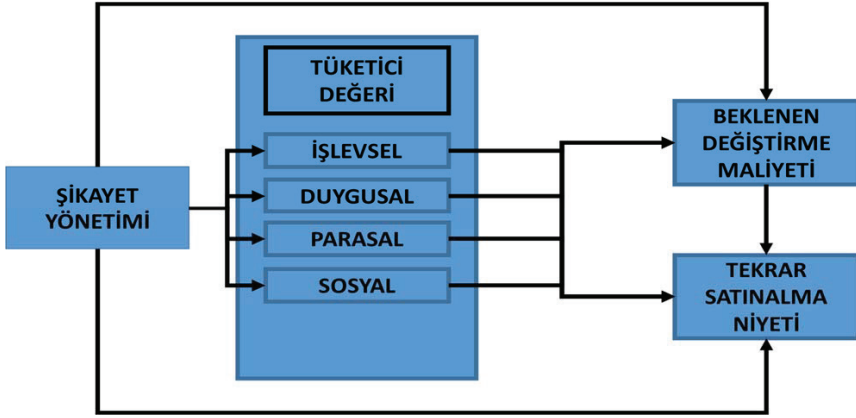 TÜKETİCİ
DEĞERİ
İŞLEVSEL
DUYGUSAL
PARASAL
SOSYAL
ŞİKAYET
YÖNETİMİ
BEKLENEN
DEĞİŞTİRME
MALİYETİ
TEKRAR
SATINALMA
NİYETİ